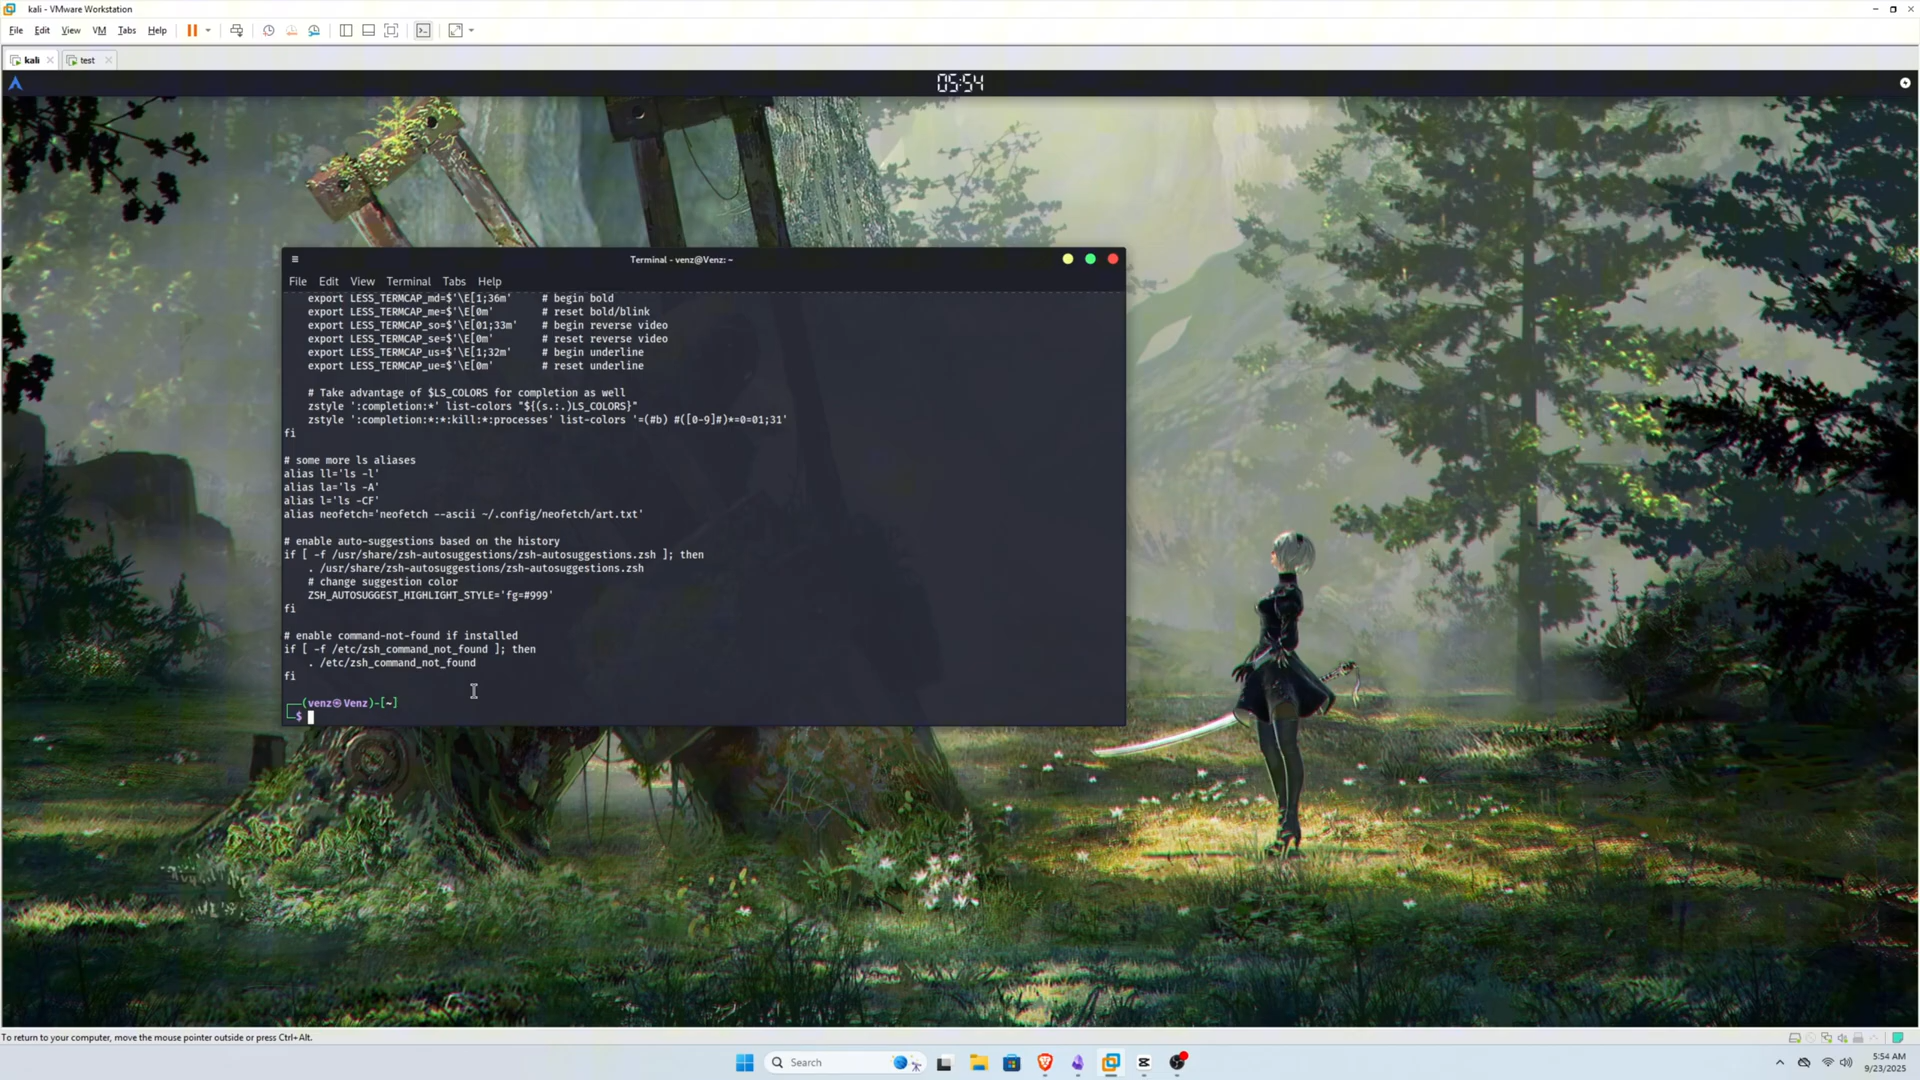 kali - VMware Workstation
File Edit View VM Tabs Help
kali test
05:54
Terminal - venz@Venz: ~
File Edit View Terminal Tabs Help
export LESS_TERMCAP_md=$'\E[1;36m' # begin bold
export LESS_TERMCAP_me=$'\E[0m' # reset bold/blink
export LESS_TERMCAP_so=$'\E[01;33m' # begin reverse video
export LESS_TERMCAP_se=$'\E[0m' # reset reverse video
export LESS_TERMCAP_us=$'\E[1;32m' # begin underline
export LESS_TERMCAP_ue=$'\E[0m' # reset underline
# Take advantage of $LS_COLORS for completion as well
zstyle ':completion:*' list-colors "${(s.:.)LS_COLORS}"
zstyle ':completion:*:*:kill:*:processes' list-colors '=(#b) #([0-9]#)*=0=01;31'
fi
# some more ls aliases
alias ll='ls -l'
alias la='ls -A'
alias l='ls -CF'
alias neofetch='neofetch --ascii ~/.config/neofetch/art.txt'
# enable auto-suggestions based on the history
if [ -f /usr/share/zsh-autosuggestions/zsh-autosuggestions.zsh ]; then
. /usr/share/zsh-autosuggestions/zsh-autosuggestions.zsh
# change suggestion color
ZSH_AUTOSUGGEST_HIGHLIGHT_STYLE='fg=#999'
fi
# enable command-not-found if installed
if [ -f /etc/zsh_command_not_found ]; then
. /etc/zsh_command_not_found
fi
┌──(venz㉿Venz)-[~]
└─$
To return to your computer, move the mouse pointer outside or press Ctrl+Alt.
Search
5:54 AM
9/23/2025